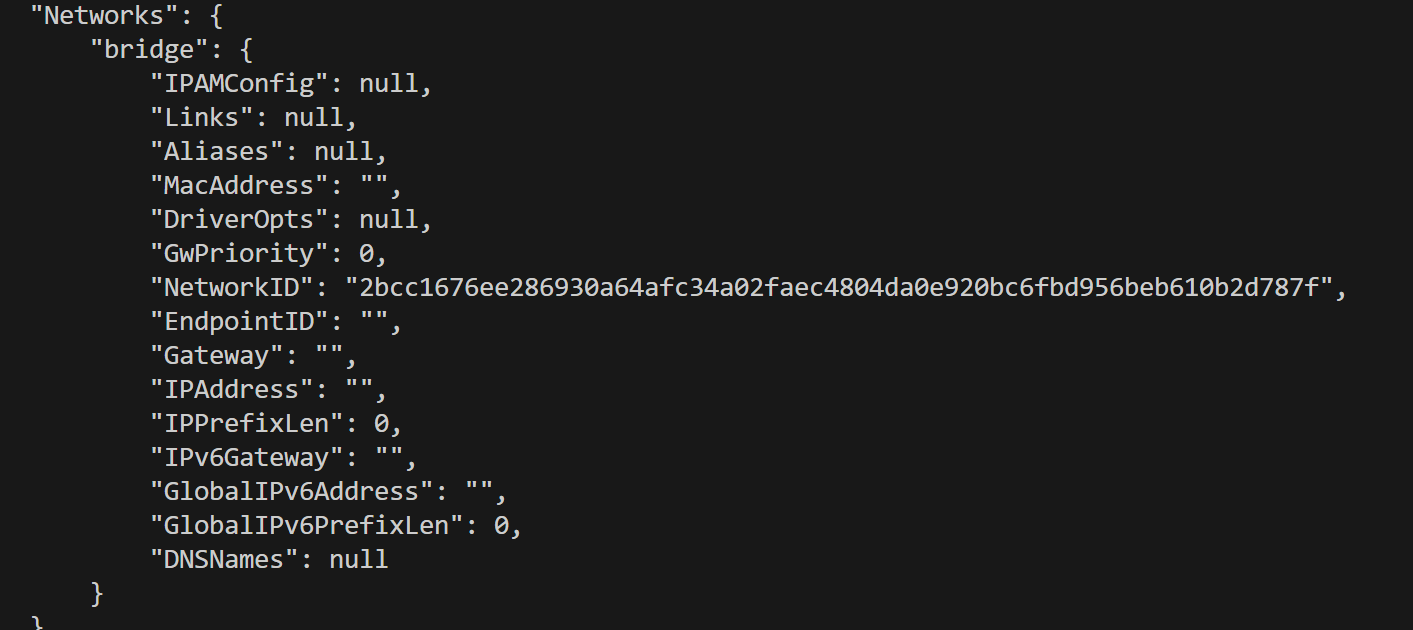 "Networks": {
"bridge": {
"IPAMConfig": null,
"Links": null,
"Aliases": null,
"MacAddress": "",
"DriverOpts": null,
"GwPriority": 0,
"NetworkID": "2bcc1676ee286930a64afc34a02faec4804da0e920bc6fbd956beb610b2d787f",
"EndpointID": "",
"Gateway": "",
"IPAddress": "",
"IPPrefixLen": 0,
"IPv6Gateway": "",
"GlobalIPv6Address": "",
"GlobalIPv6PrefixLen": 0,
"DNSNames": null
}
}